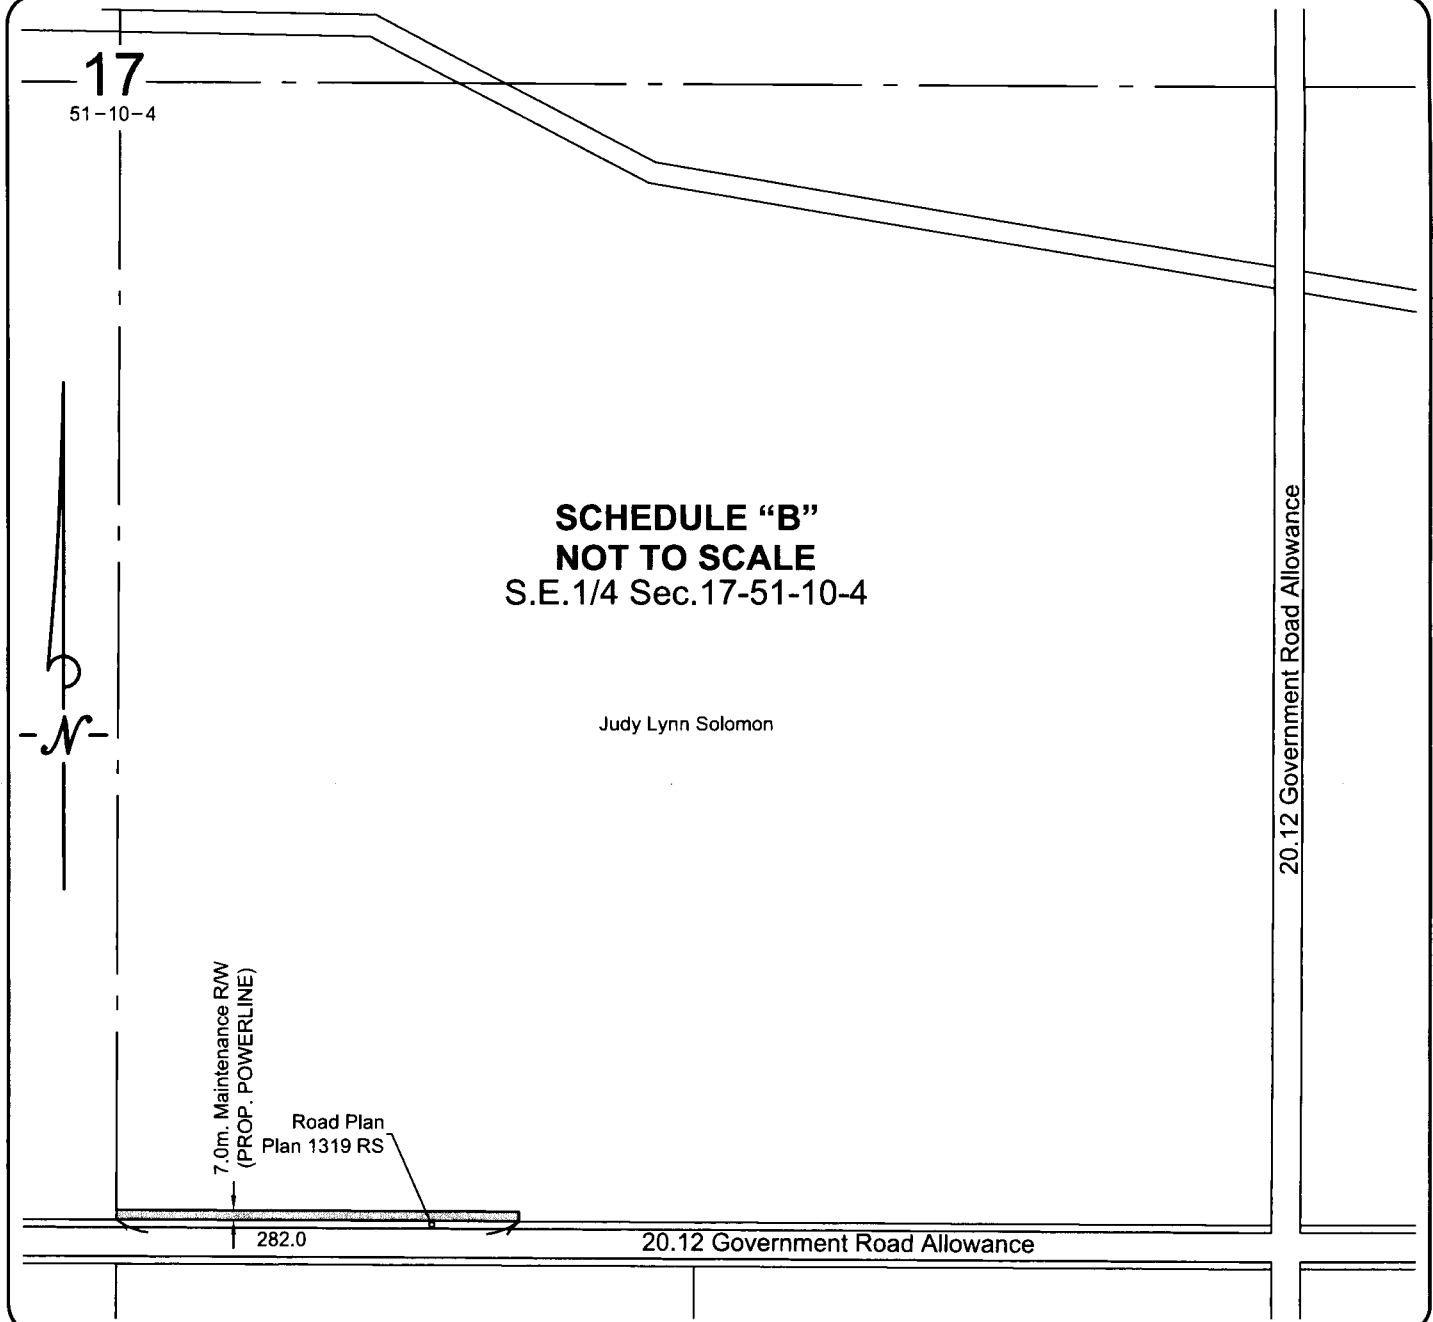 17
51-10-4
SCHEDULE “B”
NOT TO SCALE
S.E.1/4 Sec.17-51-10-4
Judy Lynn Solomon
20.12 Government Road Allowance
N
7.0m. Maintenance R/W
(PROP. POWERLINE)
Road Plan
Plan 1319 RS
282.0
20.12 Government Road Allowance